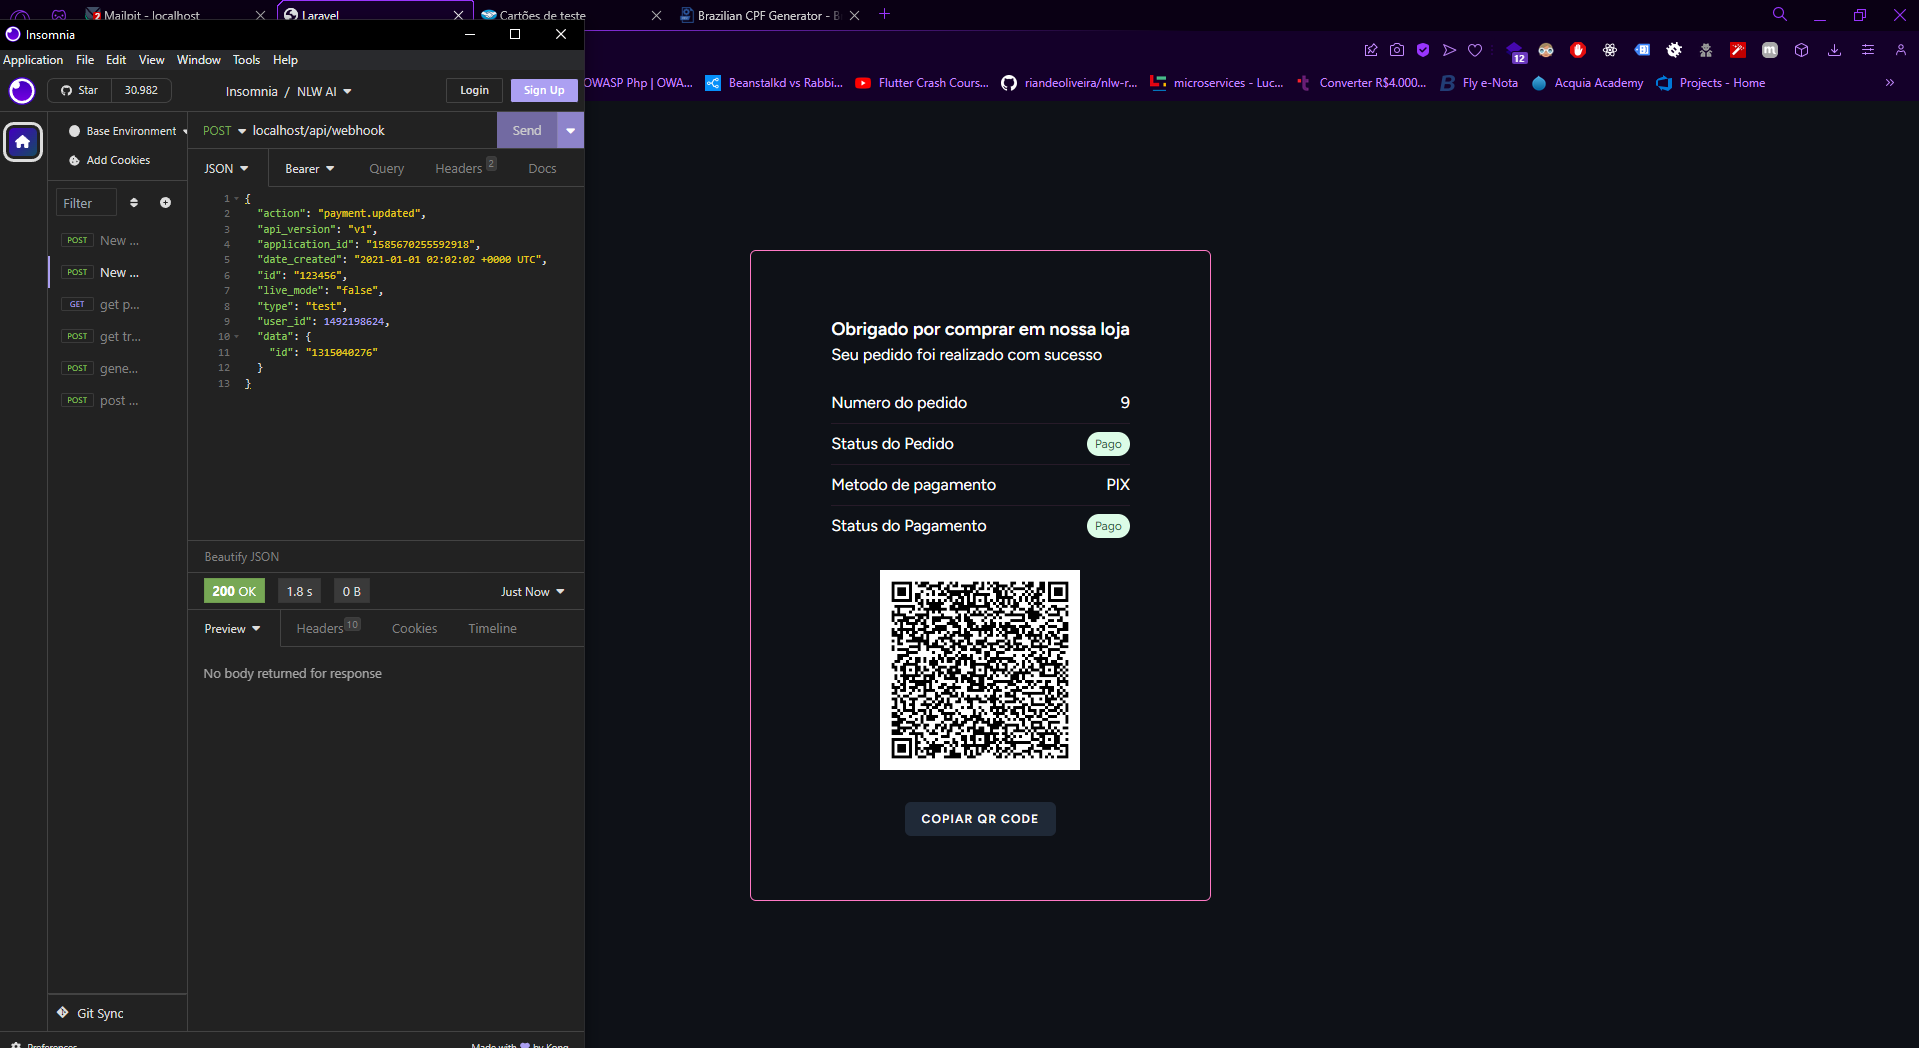 Mailpit - localhost
Laravel
Cartões de teste
Brazilian CPF Generator - B
Insomnia
Application File Edit View Window Tools Help
Star 30.982
Insomnia / NLW AI
Login
Sign Up
12
OWASP Php | OWA...
Beanstalkd vs Rabbi...
Flutter Crash Cours...
riandeoliveira/nlw-r...
microservices - Luc...
Converter R$4.000...
Fly e-Nota
Acquia Academy
Projects - Home
»
Base Environment
Add Cookies
Filter
POST New ...
POST New ...
GET get p...
POST get tr...
POST gene...
POST post ...
Git Sync
Preferences
POST localhost/api/webhook
Send
JSON Bearer Query Headers 2 Docs
1 {
2 "action": "payment.updated",
3 "api_version": "v1",
4 "application_id": "1585670255592918",
5 "date_created": "2021-01-01 02:02:02 +0000 UTC",
6 "id": "123456",
7 "live_mode": "false",
8 "type": "test",
9 "user_id": 1492198624,
10 "data": {
11 "id": "1315040276"
12 }
13 }
Beautify JSON
200 OK 1.8 s 0 B Just Now
Preview Headers 10 Cookies Timeline
No body returned for response
Made with by Kong
Obrigado por comprar em nossa loja
Seu pedido foi realizado com sucesso
Numero do pedido 9
Status do Pedido Pago
Metodo de pagamento PIX
Status do Pagamento Pago
COPIAR QR CODE